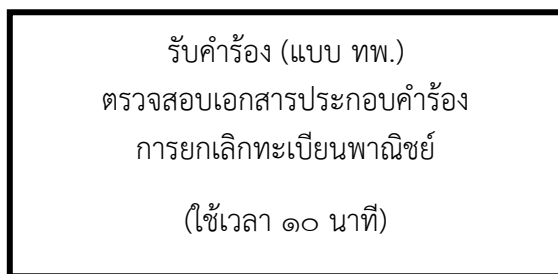 รับคำร้อง (แบบ ทพ.)
ตรวจสอบเอกสารประกอบคำร้อง
การยกเลิกทะเบียนพาณิชย์
(ใช้เวลา ๑๐ นาที)